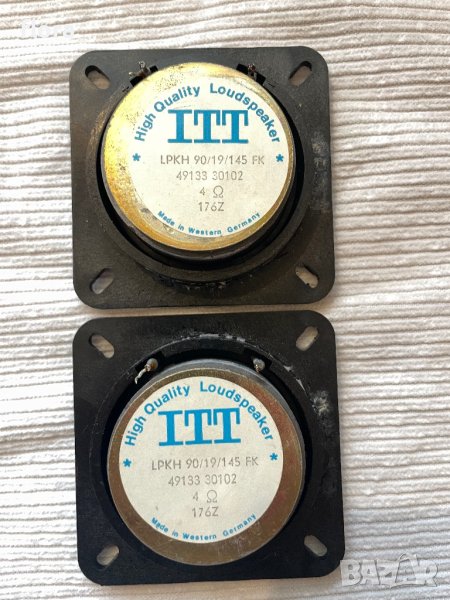 High Quality Loudspeaker
ITT
LPKH 90/19/145 FK
49133 30102
4 Ω
176Z
* Made in Western Germany *
High Quality Loudspeaker
ITT
LPKH 90/19/145 FK
49133 30102
4 Ω
176Z
* Made in Western Germany *
BAZAR